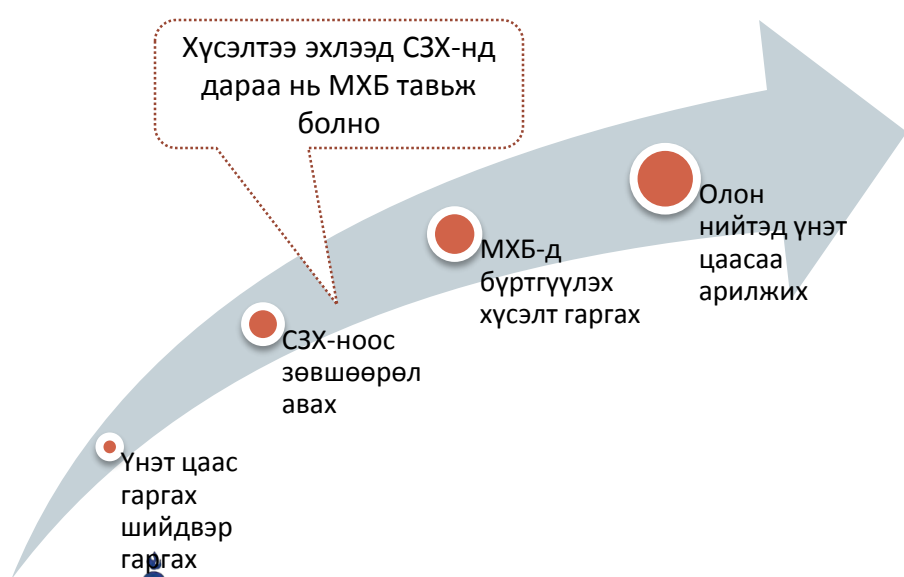 Хүсэлтээ эхлээд СЗХ-нд
дараа нь МХБ тавьж
болно
Олон
нийтэд үнэт
цаасаа
арилжих
МХБ-д
бүртгүүлэх
хүсэлт гаргах
СЗХ-ноос
зөвшөөрөл
авах
Үнэт цаас
гаргах
шийдвэр
гаргах